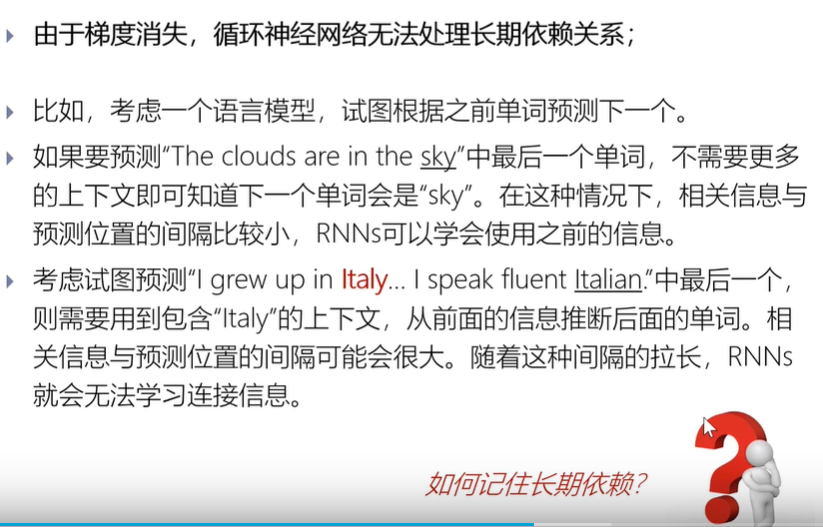 由于梯度消失，循环神经网络无法处理长期依赖关系；
比如，考虑一个语言模型，试图根据之前单词预测下一个。
如果要预测“The clouds are in the sky”中最后一个单词，不需要更多
的上下文即可知道下一个单词会是“sky”。在这种情况下，相关信息与
预测位置的间隔比较小，RNNs可以学会使用之前的信息。
考虑试图预测“I grew up in Italy... I speak fluent Italian.”中最后一个，
则需要用到包含“Italy”的上下文，从前面的信息推断后面的单词。相
关信息与预测位置的间隔可能会很大。随着这种间隔的拉长，RNNs
就会无法学习连接信息。
如何记住长期依赖？